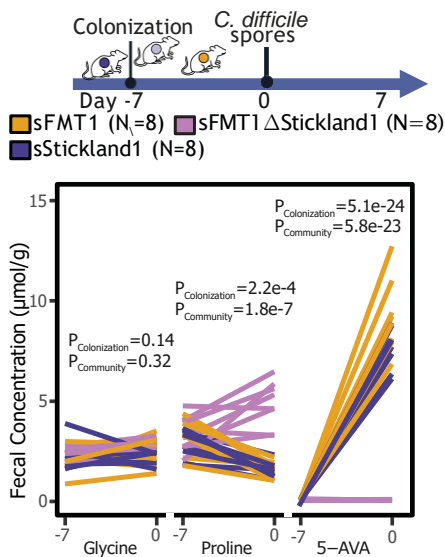 Colonization
C. difficile
spores
Day -7
0
7
sFMT1 (N\=8)
sFMT1ΔStickland1 (N=8)
sStickland1 (N=8)
Fecal Concentration (µmol/g)
15
10
5
0
PColonization=0.14
PCommunity=0.32
PColonization=2.2e-4
PCommunity=1.8e-7
PColonization=5.1e-24
PCommunity=5.8e-23
-7 0 -7 0 -7 0
Glycine Proline 5-AVA